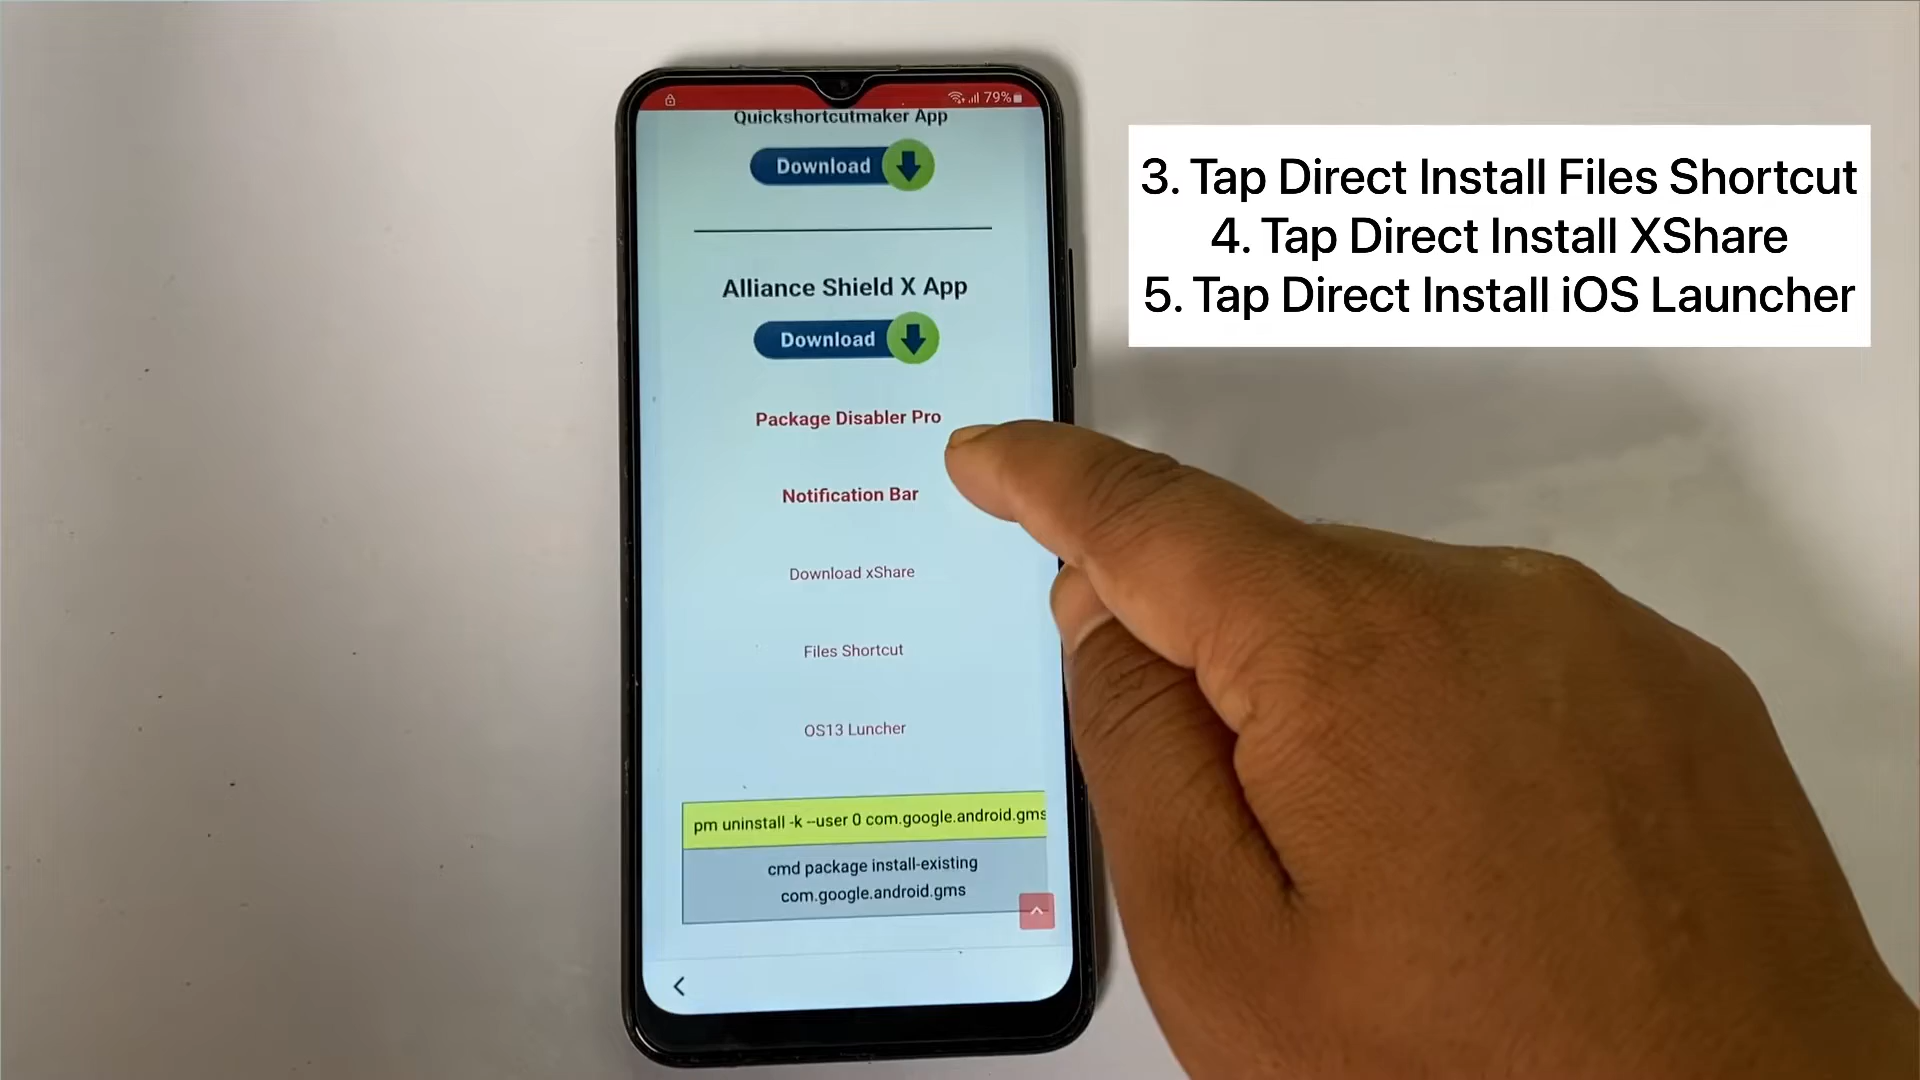 79%
Quickshortcutmaker App
Download
Alliance Shield X App
Download
Package Disabler Pro
Notification Bar
Download xShare
Files Shortcut
OS13 Luncher
pm uninstall -k --user 0 com.google.android.gms
cmd package install-existing
com.google.android.gms
3. Tap Direct Install Files Shortcut
4. Tap Direct Install XShare
5. Tap Direct Install iOS Launcher